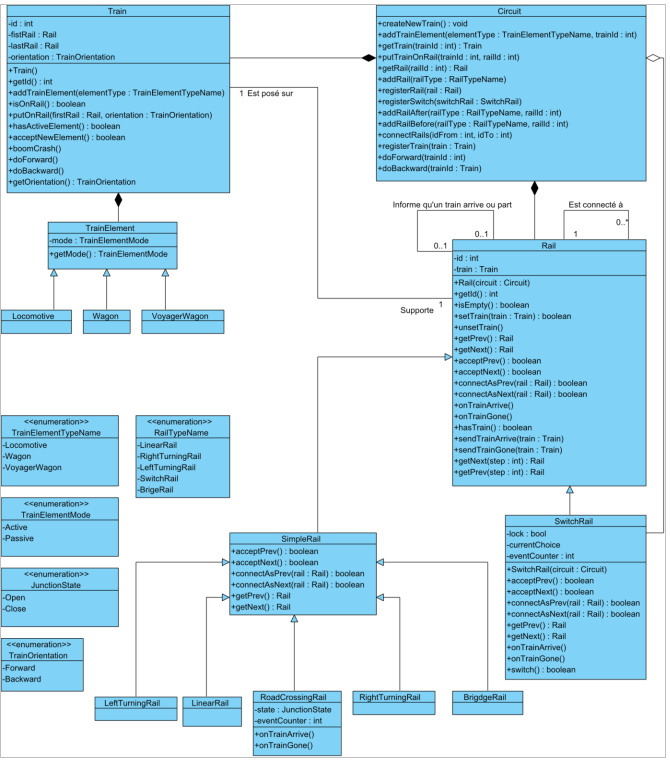 Train
-id : int
-fistRail : Rail
-lastRail : Rail
-orientation : TrainOrientation
+Train()
+getId() : int
+addTrainElement(elementType : TrainElementTypeName)
+isOnRail() : boolean
+putOnRail(firstRail : Rail, orientation : TrainOrientation)
+hasActiveElement() : boolean
+acceptNewElement() : boolean
+boomCrash()
+doForward()
+doBackward()
+getOrientation() : TrainOrientation
Circuit
+createNewTrain() : void
+addTrainElement(elementType : TrainElementTypeName, trainId : int)
+getTrain(trainId : int) : Train
+putTrainOnRail(trainId : int, railId : int)
+getRail(railId : int) : Rail
+addRail(railType : RailTypeName)
+registerRail(rail : Rail)
+registerSwitch(switchRail : SwitchRail)
+addRailAfter(railType : RailTypeName, railId : int)
+addRailBefore(railType : RailTypeName, railId : int)
+connectRails(idFrom : int, idTo : int)
+registerTrain(train : Train)
+doForward(trainId : int)
+doBackward(trainId : Train)
1 Est posé sur
Informe qu'un train arrive ou part
0..1
0..1
Est connecté à
0..*
1
TrainElement
-mode : TrainElementMode
+getMode() : TrainElementMode
Locomotive
Wagon
VoyagerWagon
1
Supporte
Rail
-id : int
-train : Train
+Rail(circuit : Circuit)
+getId() : int
+isEmpty() : boolean
+setTrain(train : Train) : boolean
+unsetTrain()
+getPrev() : Rail
+getNext() : Rail
+acceptPrev() : boolean
+acceptNext() : boolean
+connectAsPrev(rail : Rail) : boolean
+connectAsNext(rail : Rail) : boolean
+onTrainArrive()
+onTrainGone()
+hasTrain() : boolean
+sendTrainArrive(train : Train)
+sendTrainGone(train : Train)
+getNext(step : int) : Rail
+getPrev(step : int) : Rail
<<enumeration>>
TrainElementTypeName
-Locomotive
-Wagon
-VoyagerWagon
<<enumeration>>
RailTypeName
-LinearRail
-RightTurningRail
-LeftTurningRail
-SwitchRail
-BrigeRail
<<enumeration>>
TrainElementMode
-Active
-Passive
<<enumeration>>
JunctionState
-Open
-Close
<<enumeration>>
TrainOrientation
-Forward
-Backward
SimpleRail
+acceptPrev() : boolean
+acceptNext() : boolean
+connectAsPrev(rail : Rail) : boolean
+connectAsNext(rail : Rail) : boolean
+getPrev() : Rail
+getNext() : Rail
SwitchRail
-lock : bool
-currentChoice
-eventCounter : int
+SwitchRail(circuit : Circuit)
+acceptPrev() : boolean
+acceptNext() : boolean
+connectAsPrev(rail : Rail) : boolean
+connectAsNext(rail : Rail) : boolean
+getPrev() : Rail
+getNext() : Rail
+onTrainArrive()
+onTrainGone()
+switch() : boolean
LeftTurningRail
LinearRail
RoadCrossingRail
-state : JunctionState
-eventCounter : int
+onTrainArrive()
+onTrainGone()
RightTurningRail
BrigdgeRail